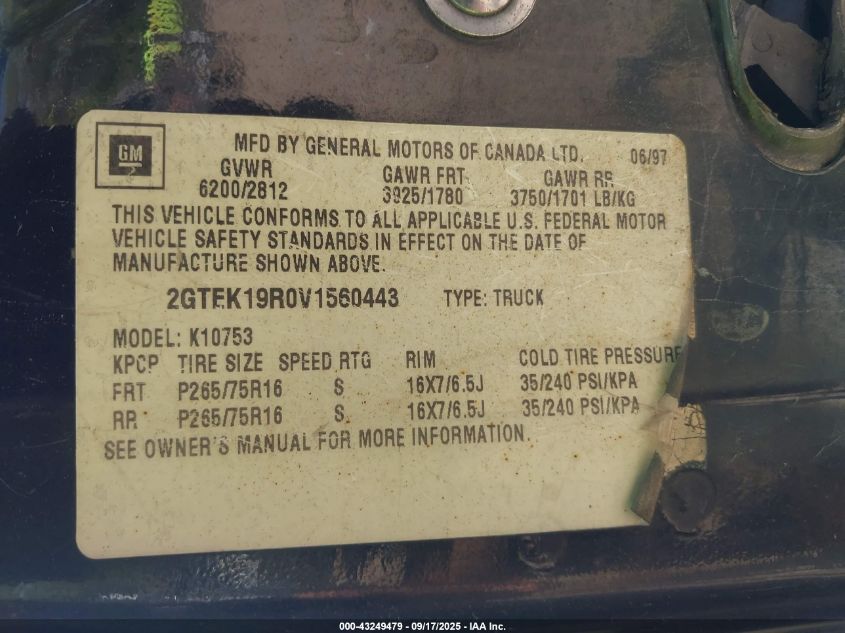 GM
MFD BY GENERAL MOTORS OF CANADA LTD. 06/97
GVWR GAWR FRT GAWR RR
6200/2812 3925/1780 3750/1701 LB/KG
THIS VEHICLE CONFORMS TO ALL APPLICABLE U.S. FEDERAL MOTOR
VEHICLE SAFETY STANDARDS IN EFFECT ON THE DATE OF
MANUFACTURE SHOWN ABOVE.
2GTEK19R0V1560443 TYPE: TRUCK
MODEL: K10753
KPCP TIRE SIZE SPEED RTG RIM COLD TIRE PRESSURE
FRT P265/75R16 S 16X7/6.5J 35/240 PSI/KPA
RR P265/75R16 S 16X7/6.5J 35/240 PSI/KPA
SEE OWNER'S MANUAL FOR MORE INFORMATION.
000-43249479 - 09/17/2025 - IAA Inc.